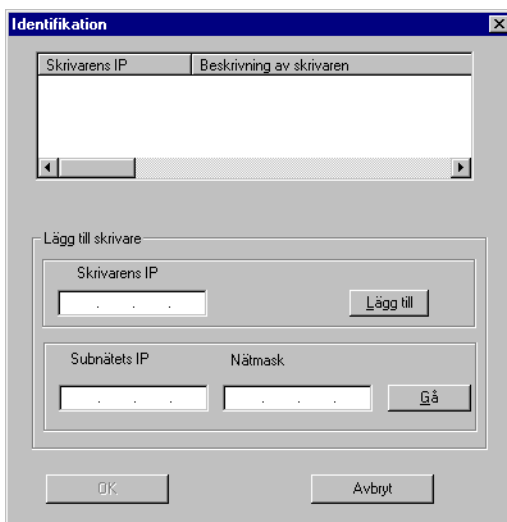 Identifikation
Skrivarens IP Beskrivning av skrivaren
Lägg till skrivare
Skrivarens IP
. . . Lägg till
Subnätets IP Nätmask
. . . . . . Gå
OK Avbryt